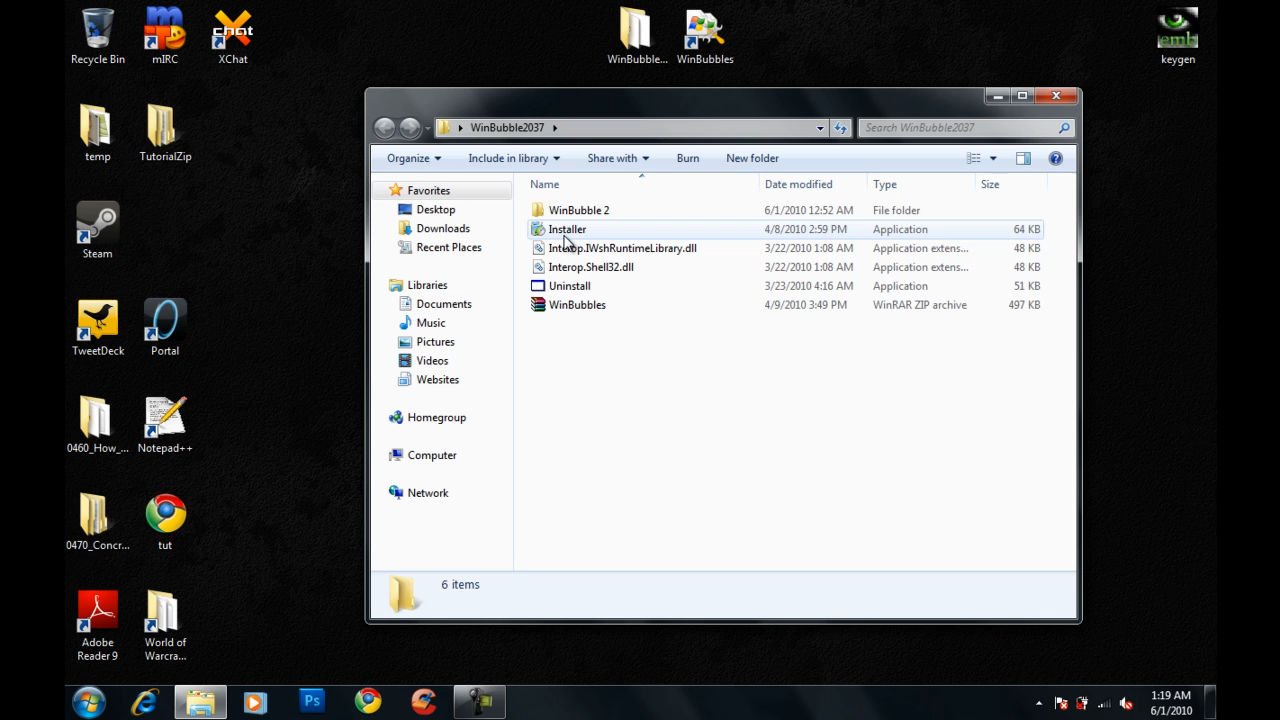 Recycle Bin
mIRC
chat
XChat
WinBubble...
WinBubbles
emb
keygen
temp
TutorialZip
Steam
TweetDeck
Portal
0460_How_...
Notepad++
0470_Concr...
tut
Adobe
Reader 9
World of
Warcra...
WinBubble2037
Search WinBubble2037
Organize
Include in library
Share with
Burn
New folder
Name
Date modified
Type
Size
Favorites
Desktop
Downloads
Recent Places
Libraries
Documents
Music
Pictures
Videos
Websites
Homegroup
Computer
Network
WinBubble 2 6/1/2010 12:52 AM File folder
Installer 4/8/2010 2:59 PM Application 64 KB
Interop.IWshRuntimeLibrary.dll 3/22/2010 1:08 AM Application extens... 48 KB
Interop.Shell32.dll 3/22/2010 1:08 AM Application extens... 48 KB
Uninstall 3/23/2010 4:16 AM Application 51 KB
WinBubbles 4/9/2010 3:49 PM WinRAR ZIP archive 497 KB
6 items
Ps
1:19 AM
6/1/2010